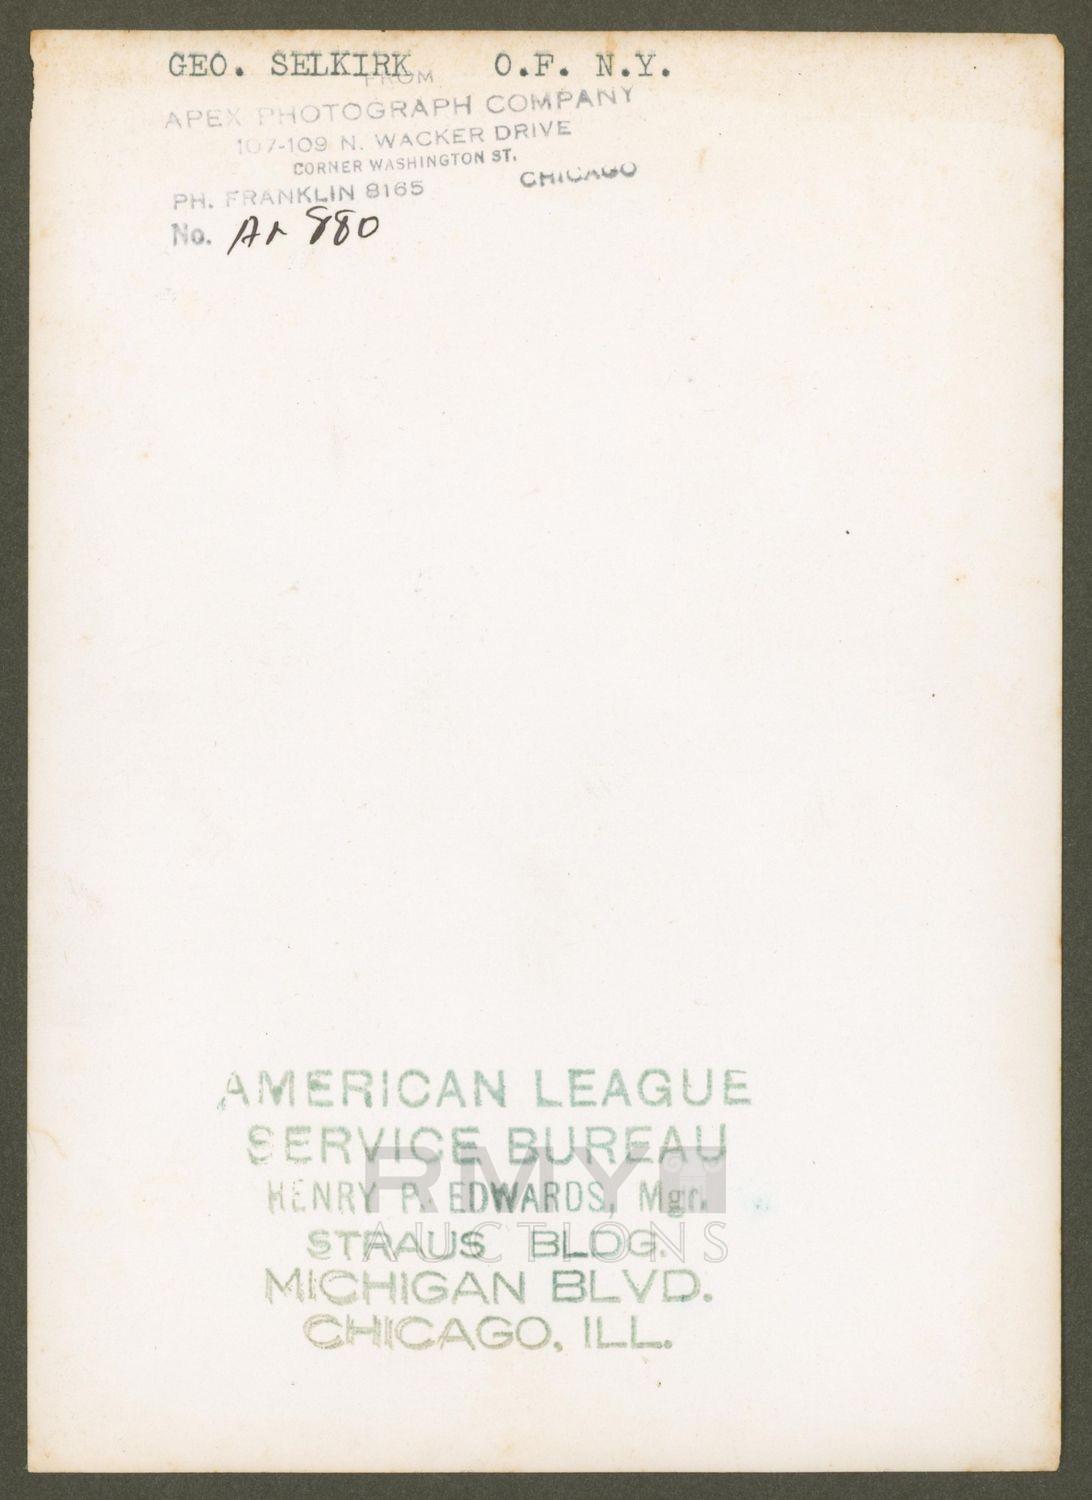 GEO. SELKIRK O.F. N.Y.
FROM
APEX PHOTOGRAPH COMPANY
107-109 N. WACKER DRIVE
CORNER WASHINGTON ST.
CHICAGO
PH. FRANKLIN 8165
No. Ar 880
AMERICAN LEAGUE
SERVICE BUREAU
HENRY P. EDWARDS, Mgr.
STRAUS BLDG.
MICHIGAN BLVD.
CHICAGO, ILL.
RMY
AUCTIONS